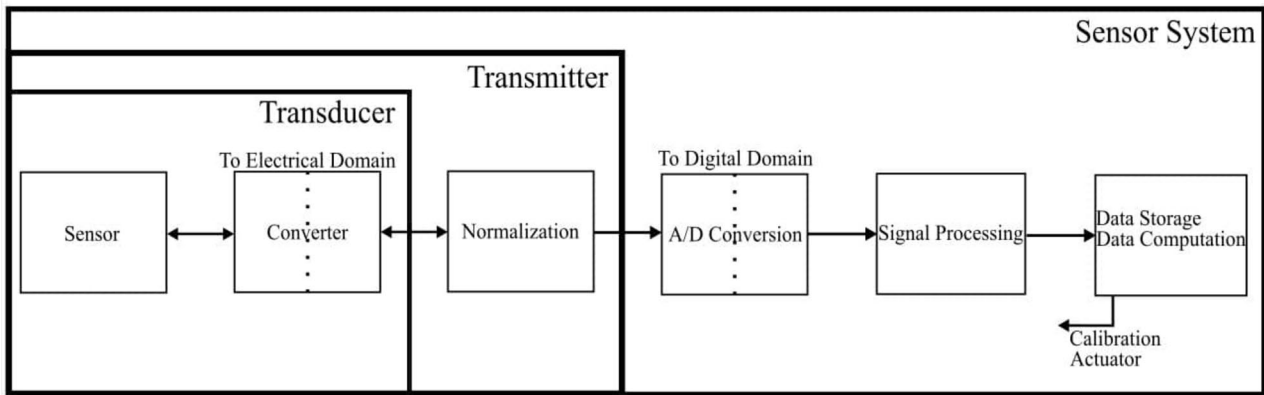 Sensor System
Transmitter
Transducer
To Electrical Domain
To Digital Domain
Sensor
Converter
Normalization
A/D Conversion
Signal Processing
Data Storage
Data Computation
Calibration
Actuator